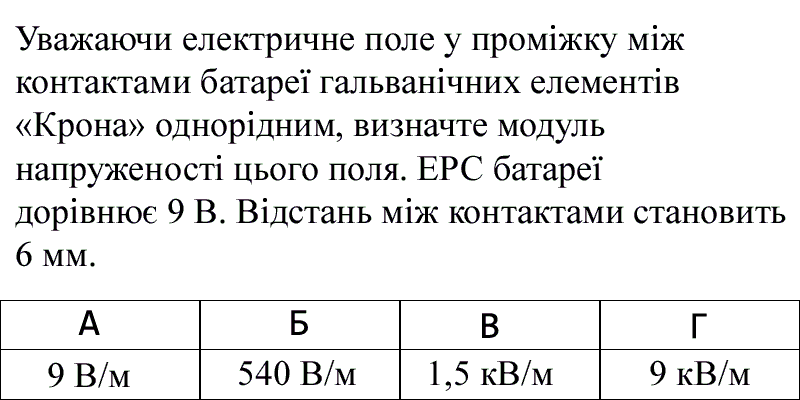 Уважаючи електричне поле у проміжку між
контактами батареї гальванічних елементів
«Крона» однорідним, визначте модуль
напруженості цього поля. ЕРС батареї
дорівнює 9 В. Відстань між контактами становить
6 мм.
А Б В Г
9 В/м 540 В/м 1,5 кВ/м 9 кВ/м